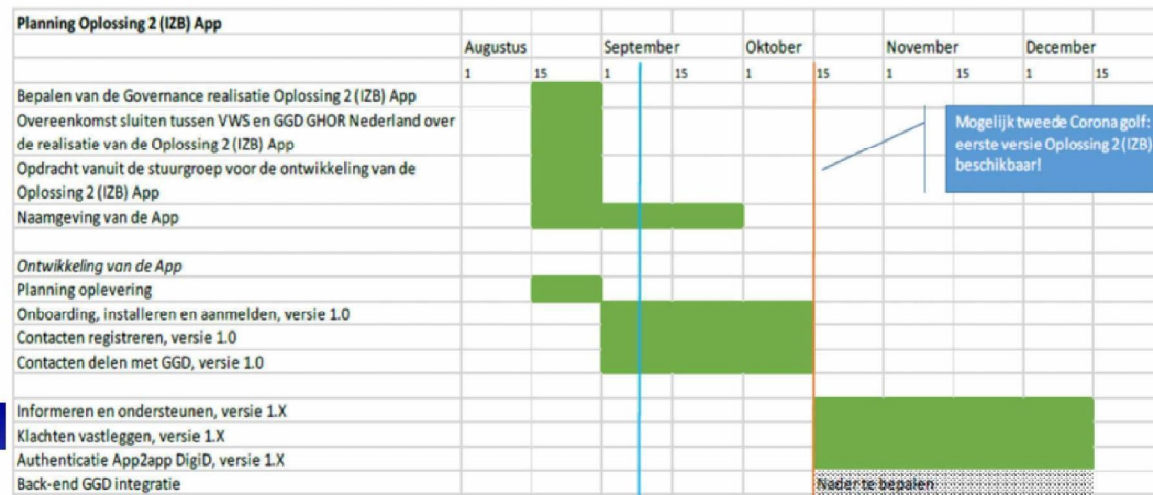 Planning Oplossing 2 (IZB) App
Augustus September Oktober November December
1 15 1 15 1 15 1 15 1 15
Bepalen van de Governance realisatie Oplossing 2 (IZB) App
Overeenkomst sluiten tussen VWS en GGD GHOR Nederland over
de realisatie van de Oplossing 2 (IZB) App
Opdracht vanuit de stuurgroep voor de ontwikkeling van de
Oplossing 2 (IZB) App
Naamgeving van de App
Mogelijk tweede Corona golf:
eerste versie Oplossing 2 (IZB)
beschikbaar!
Ontwikkeling van de App
Planning oplevering
Onboarding, installeren en aanmelden, versie 1.0
Contacten registreren, versie 1.0
Contacten delen met GGD, versie 1.0
Informeren en ondersteunen, versie 1.X
Klachten vastleggen, versie 1.X
Authenticatie App2app DigiD, versie 1.X
Back-end GGD integratie Nader te bepalen